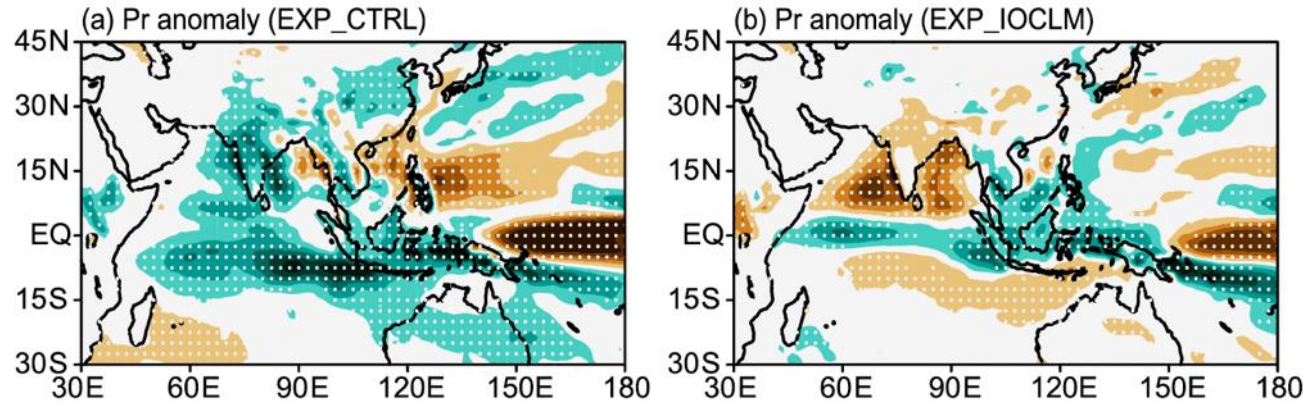 (a) Pr anomaly (EXP_CTRL)
45N
30N
15N
EQ
15S
30S
30E 60E 90E 120E 150E 180
(b) Pr anomaly (EXP_IOCLM)
45N
30N
15N
EQ
15S
30S
30E 60E 90E 120E 150E 180